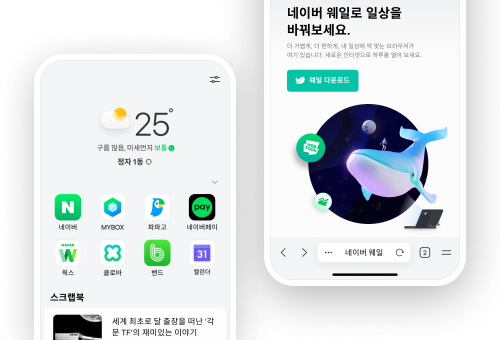 25°
구름 많음, 미세먼지 보통
정자 1동
N
pay
네이버
MYBOX
파파고
네이버페이
NAVER
W
b
31
웍스
클로바
밴드
캘린더
스크랩북
세계 최초로 달 출장을 떠난 ‘각
문 TF’의 재미있는 이야기
네이버 웨일로 일상을
바꿔보세요.
더 가볍게, 더 편하게, 내 일상에 딱 맞는 브라우저가
여기 있습니다. 새로운 인터넷으로 하루를 열어 보세요.
웨일 다운로드
네이버 웨일
2